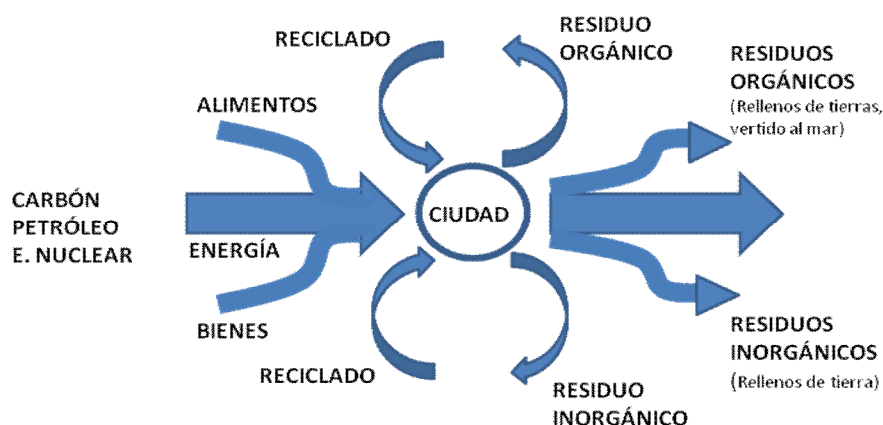 RECICLADO
RESIDUO
ORGÁNICO
RESIDUOS
ORGÁNICOS
(Rellenos de tierras,
vertido al mar)
ALIMENTOS
CARBÓN
PETRÓLEO
E. NUCLEAR
ENERGÍA
CIUDAD
BIENES
RECICLADO
RESIDUO
INORGÁNICO
RESIDUOS
INORGÁNICOS
(Rellenos de tierra)